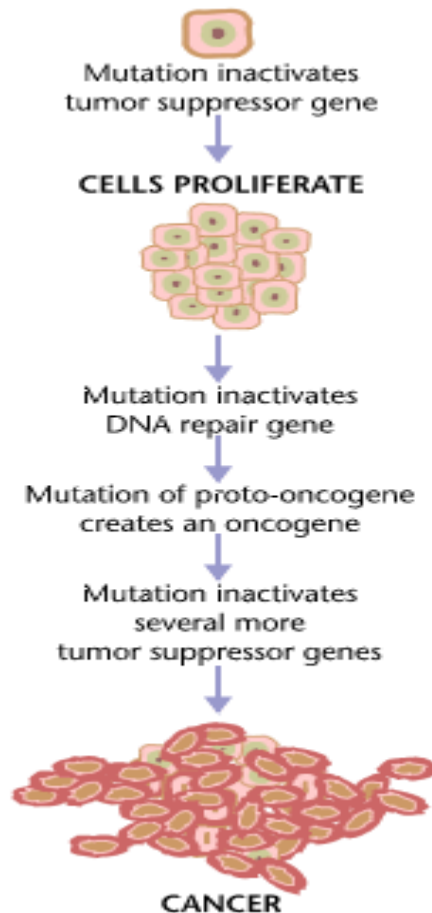 Mutation inactivates
tumor suppressor gene
CELLS PROLIFERATE
Mutation inactivates
DNA repair gene
Mutation of proto-oncogene
creates an oncogene
Mutation inactivates
several more
tumor suppressor genes
CANCER